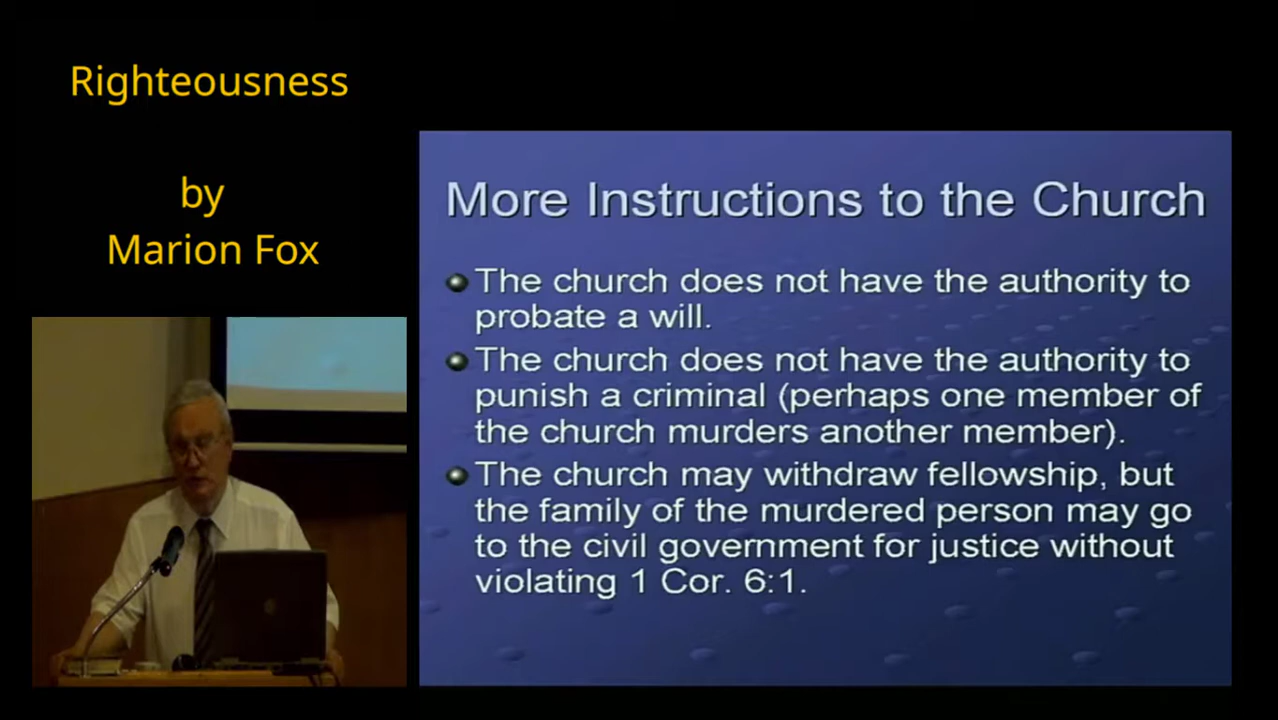 Righteousness
by
Marion Fox
More Instructions to the Church
The church does not have the authority to
probate a will.
The church does not have the authority to
punish a criminal (perhaps one member of
the church murders another member).
The church may withdraw fellowship, but
the family of the murdered person may go
to the civil government for justice without
violating 1 Cor. 6:1.